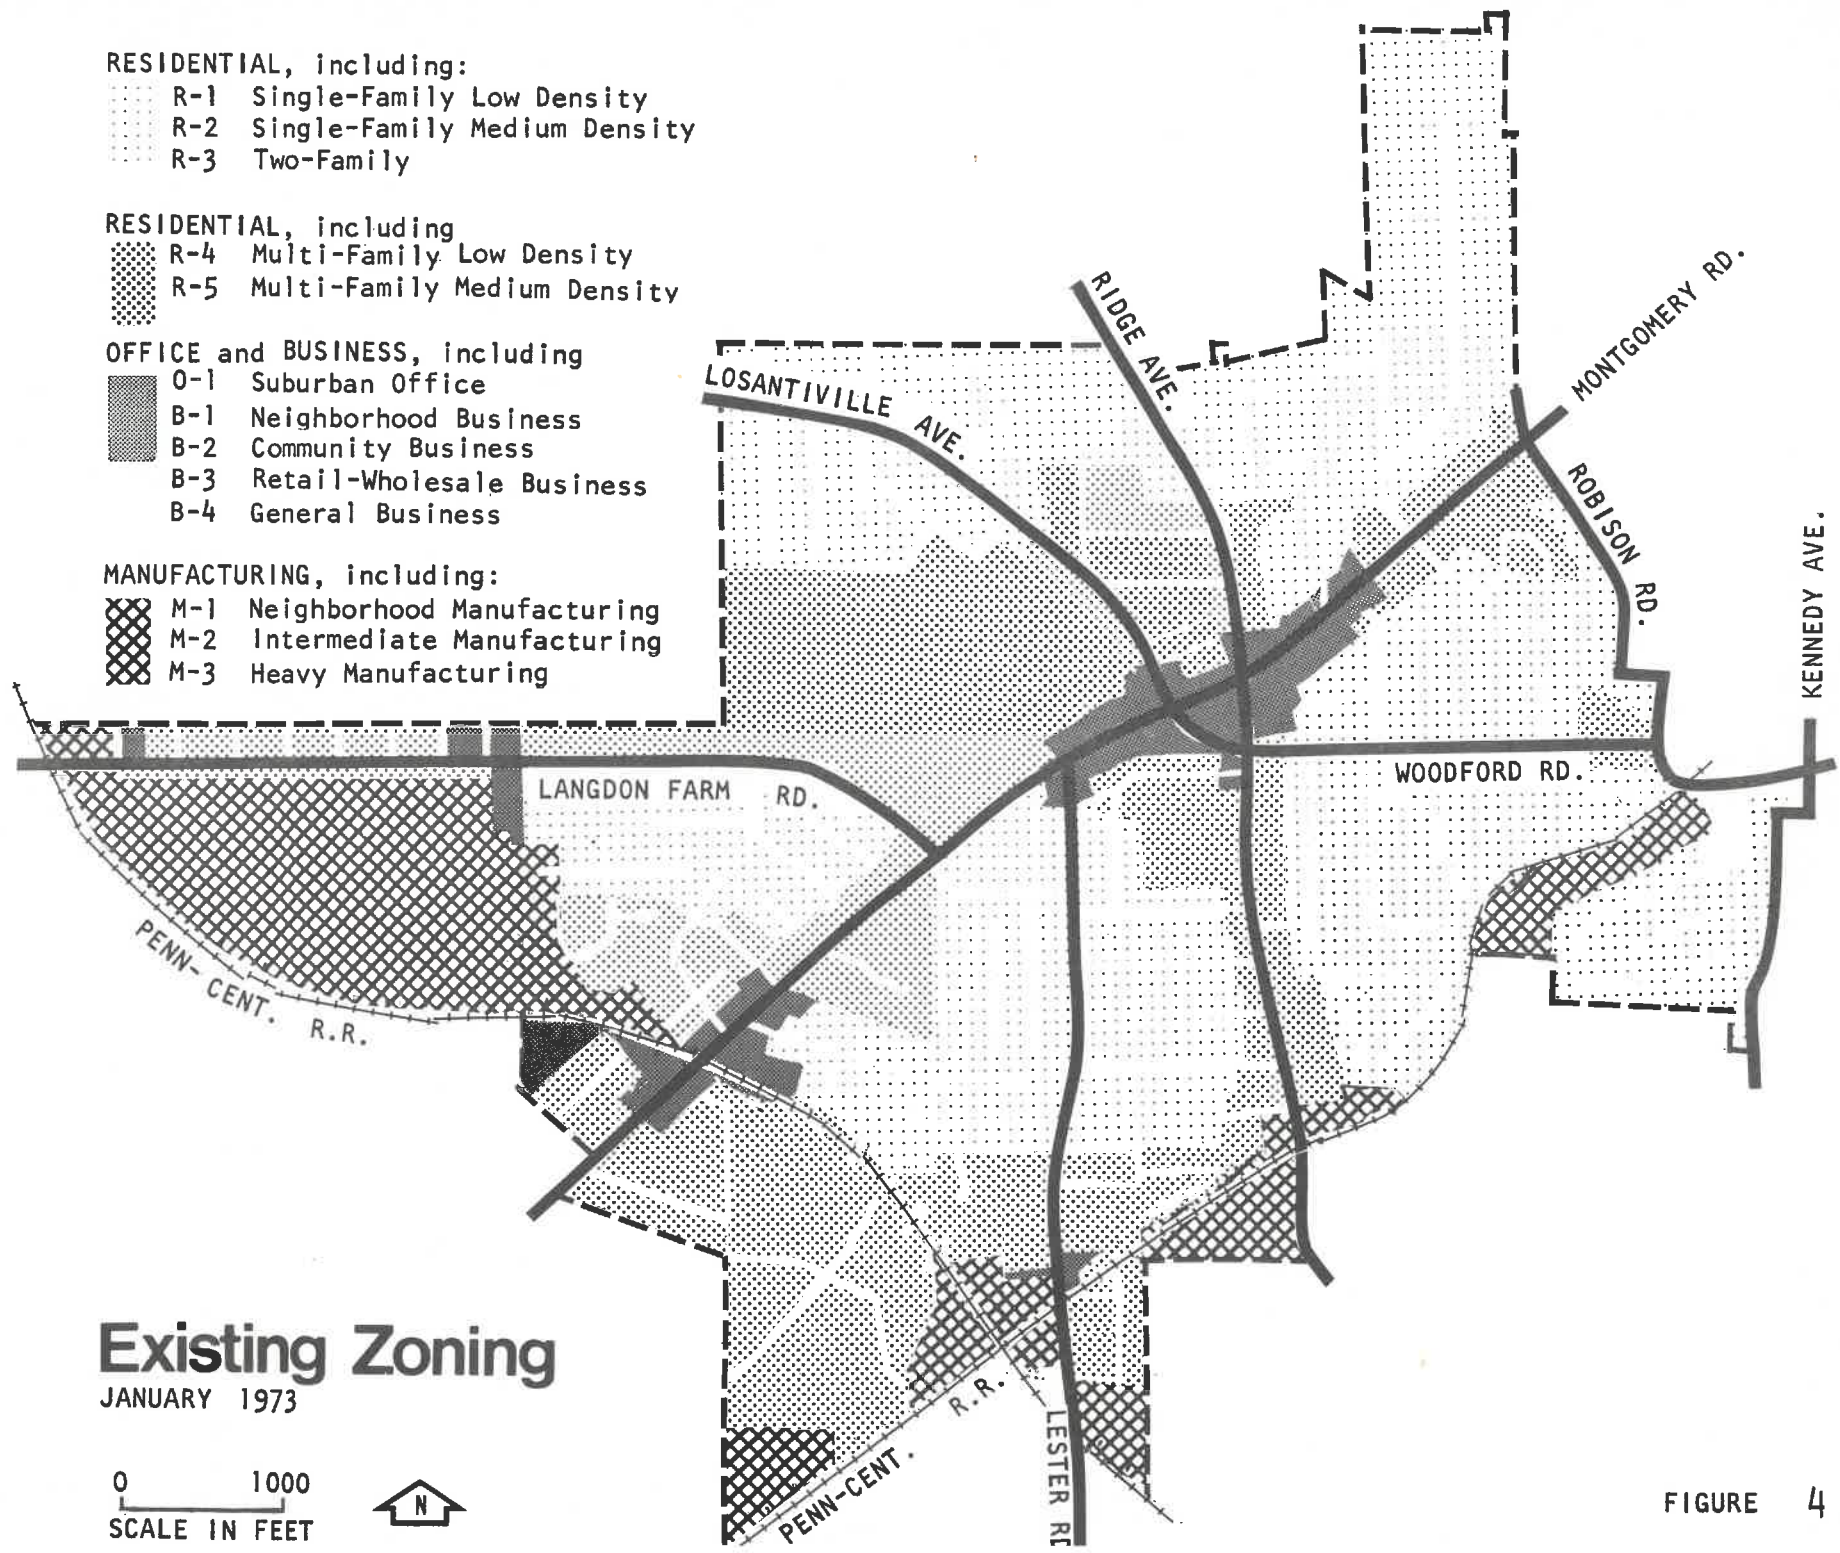 RESIDENTIAL, including:
R-1 Single-Family Low Density
R-2 Single-Family Medium Density
R-3 Two-Family
RESIDENTIAL, including
R-4 Multi-Family Low Density
R-5 Multi-Family Medium Density
OFFICE and BUSINESS, including
O-1 Suburban Office
B-1 Neighborhood Business
B-2 Community Business
B-3 Retail-Wholesale Business
B-4 General Business
MANUFACTURING, including:
M-1 Neighborhood Manufacturing
M-2 Intermediate Manufacturing
M-3 Heavy Manufacturing
RIDGE AVE.
MONTGOMERY RD.
LOSANTIVILLE AVE.
ROBISON RD.
KENNEDY AVE.
LANGDON FARM RD.
WOODFORD RD.
PENN-CENT. R.R.
PENN-CENT. R.R.
LESTER RD
Existing Zoning
JANUARY 1973
0 1000
SCALE IN FEET
N
FIGURE 4